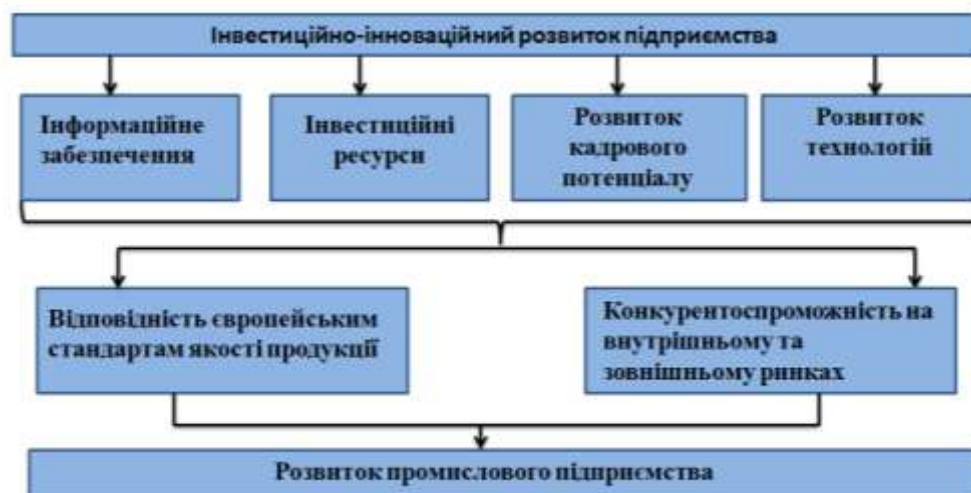 Інвестиційно-інноваційний розвиток підприємства
Інформаційне
забезпечення
Інвестиційні
ресурси
Розвиток
кадрового
потенціалу
Розвиток
технологій
Відповідність європейським
стандартам якості продукції
Конкурентоспроможність на
внутрішньому та
зовнішньому ринках
Розвиток промислового підприємства